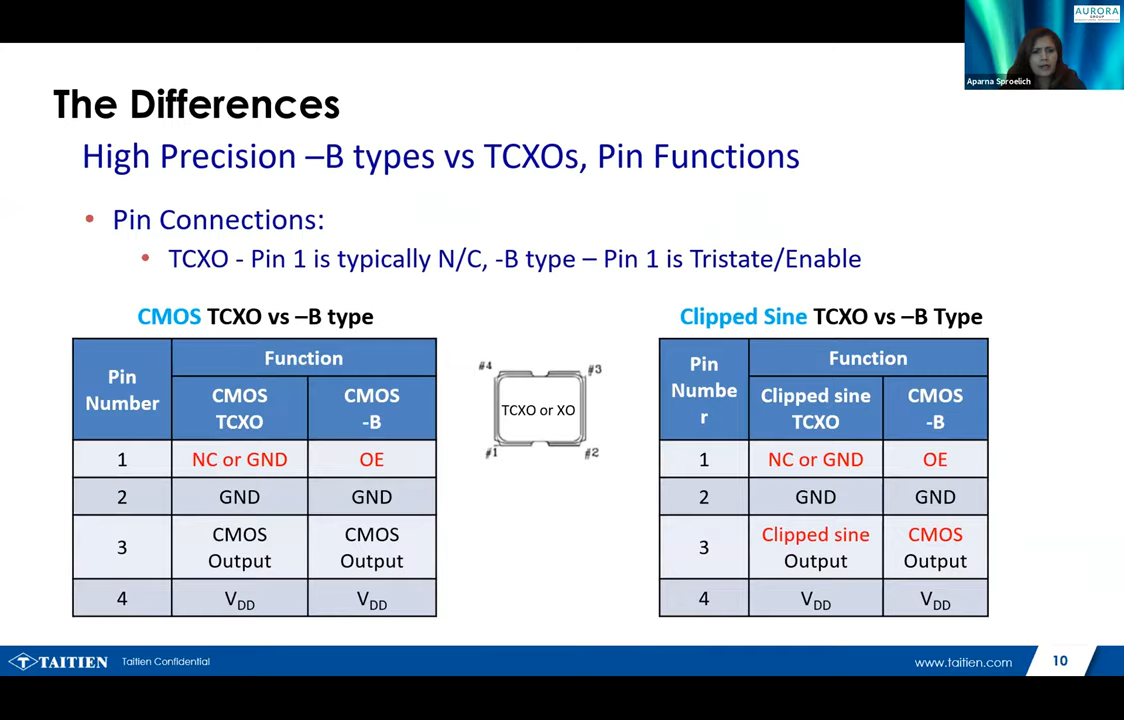 AURORA
GROUP
Aparna Sproelich
The Differences
High Precision –B types vs TCXOs, Pin Functions
• Pin Connections:
• TCXO - Pin 1 is typically N/C, -B type – Pin 1 is Tristate/Enable
CMOS TCXO vs –B type
Pin Number
Function
CMOS TCXO
CMOS -B
1 NC or GND OE
2 GND GND
3 CMOS Output CMOS Output
4 VDD VDD
#4
#3
TCXO or XO
#1
#2
Clipped Sine TCXO vs –B Type
Pin
Numbe
r
Function
Clipped sine TCXO
CMOS -B
1 NC or GND OE
2 GND GND
3 Clipped sine Output CMOS Output
4 VDD VDD
TAITIEN
Taitien Confidential
www.taitien.com
10